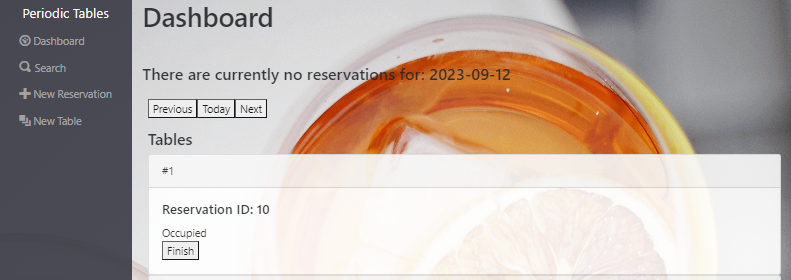 Periodic Tables
Dashboard
Search
New Reservation
New Table
Dashboard
There are currently no reservations for: 2023-09-12
Previous Today Next
Tables
#1
Reservation ID: 10
Occupied
Finish